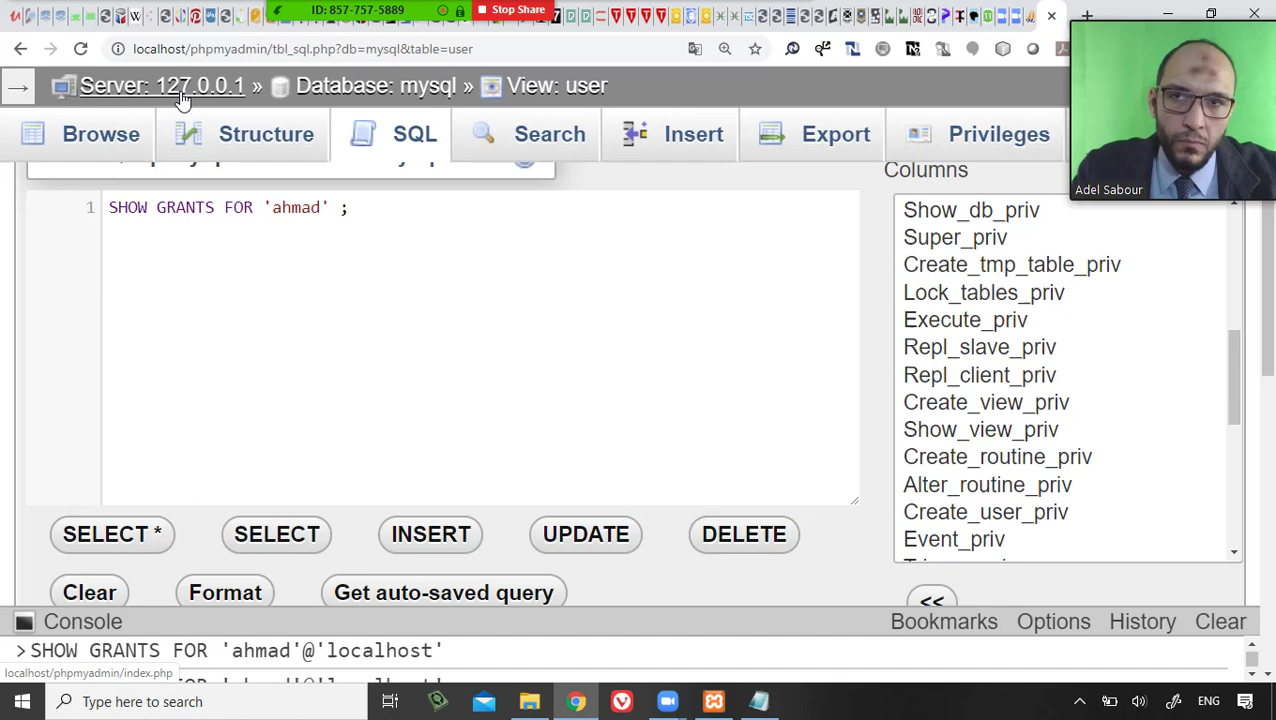 ID: 857-757-5889
Stop Share
localhost/phpmyadmin/tbl_sql.php?db=mysql&table=user
Server: 127.0.0.1 » Database: mysql » View: user
Browse
Structure
SQL
Search
Insert
Export
Privileges
Adel Sabour
Columns
1 SHOW GRANTS FOR 'ahmad' ;
Show_db_priv
Super_priv
Create_tmp_table_priv
Lock_tables_priv
Execute_priv
Repl_slave_priv
Repl_client_priv
Create_view_priv
Show_view_priv
Create_routine_priv
Alter_routine_priv
Create_user_priv
Event_priv
SELECT *
SELECT
INSERT
UPDATE
DELETE
Clear
Format
Get auto-saved query
<<
Console
Bookmarks
Options
History
Clear
>SHOW GRANTS FOR 'ahmad'@'localhost'
localhost/phpmyadmin/index.php
Type here to search
ENG